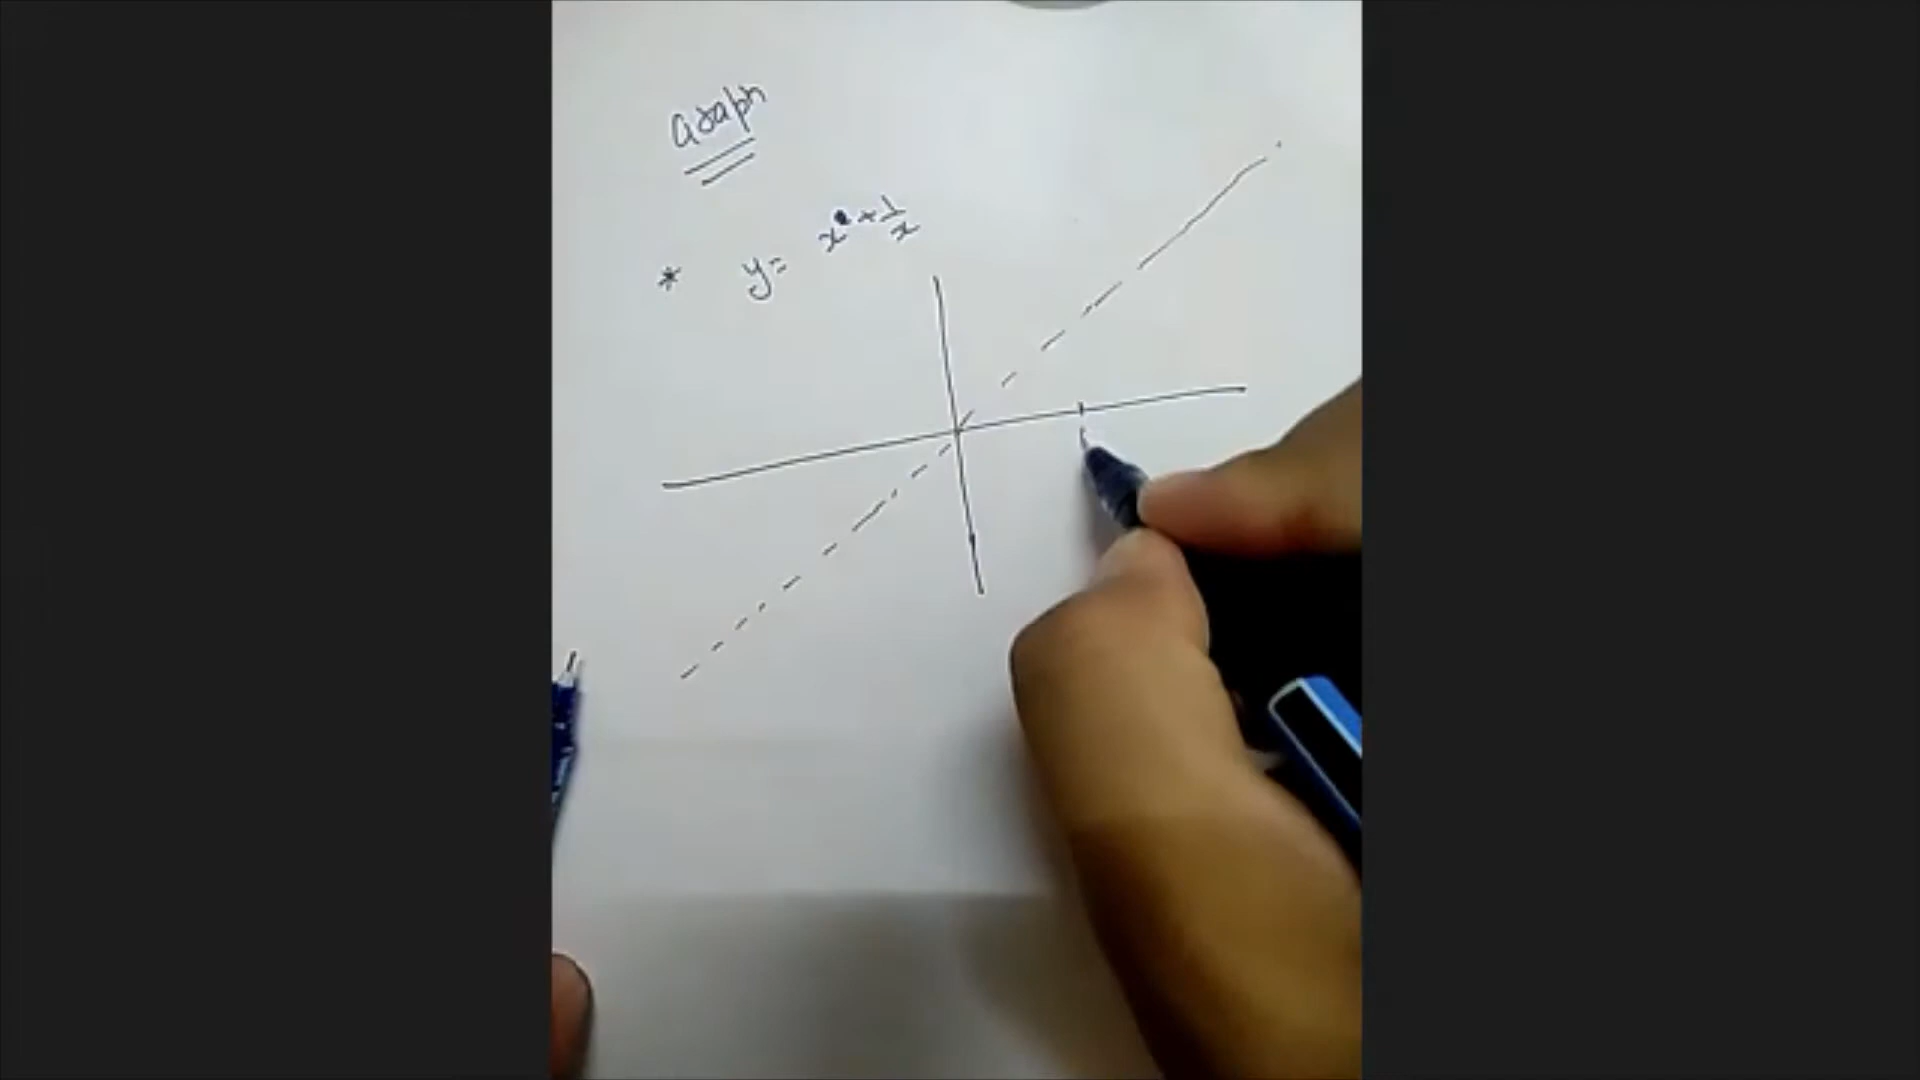 Graph
* y = x + 1/x